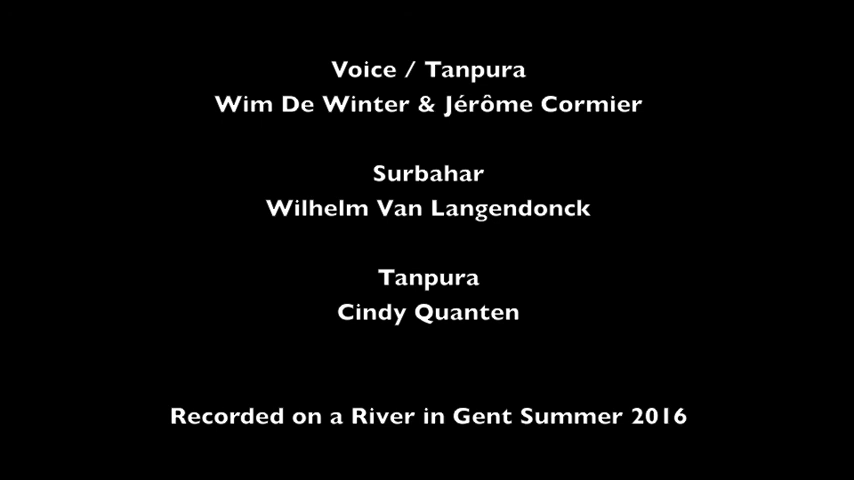 Voice / Tanpura
Wim De Winter & Jérôme Cormier
Surbahar
Wilhelm Van Langendonck
Tanpura
Cindy Quanten
Recorded on a River in Gent Summer 2016